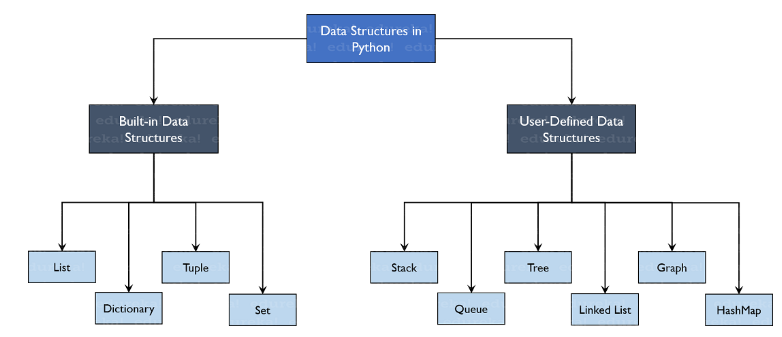 Data Structures in
Python
Built-in Data
Structures
User-Defined Data
Structures
List
Tuple
Stack
Tree
Graph
Dictionary
Set
Queue
Linked List
HashMap